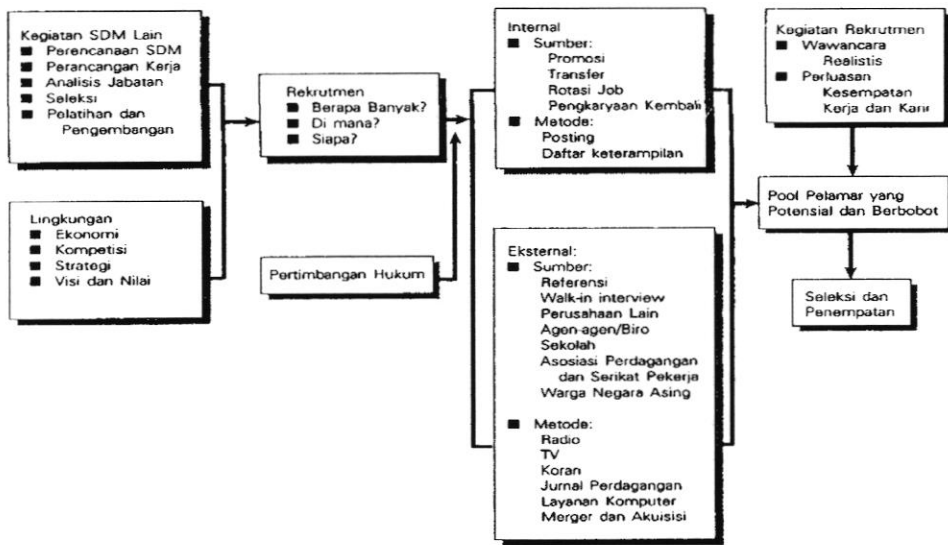 Kegiatan SDM Lain
■ Perencanaan SDM
■ Perancangan Kerja
■ Analisis Jabatan
■ Seleksi
■ Pelatihan dan
Pengembangan
Lingkungan
■ Ekonomi
■ Kompetisi
■ Strategi
■ Visi dan Nilai
Rekrutmen
■ Berapa Banyak?
■ Di mana?
■ Siapa?
Pertimbangan Hukum
Internal
■ Sumber:
Promosi
Transfer
Rotasi Job
Pengkaryaan Kembali
■ Metode:
Posting
Daftar keterampilan
Eksternal:
■ Sumber:
Referensi
Walk-in interview
Perusahaan Lain
Agen-agen/Biro
Sekolah
Asosiasi Perdagangan
dan Serikat Pekerja
Warga Negara Asing
■ Metode:
Radio
TV
Koran
Jurnal Perdagangan
Layanan Komputer
Merger dan Akuisisi
Kegiatan Rekrutmen
■ Wawancara
Realistis
■ Perluasan
Kesempatan
Kerja dan Karir
Pool Pelamar yang
Potensial dan Berbobot
Seleksi dan
Penempatan